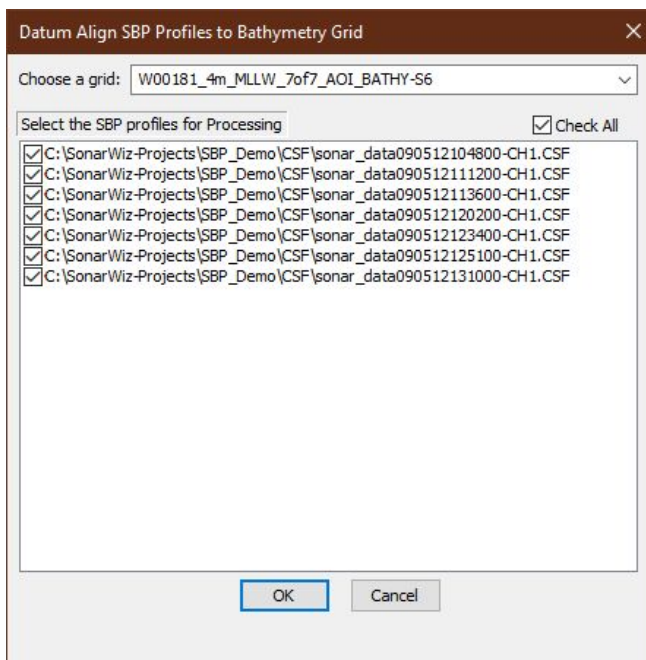 Datum Align SBP Profiles to Bathymetry Grid
Choose a grid: W00181_4m_MLLW_7of7_AOI_BATHY-S6
Select the SBP profiles for Processing Check All
C:\SonarWiz-Projects\SBP_Demo\CSF\sonar_data090512104800-CH1.CSF
C:\SonarWiz-Projects\SBP_Demo\CSF\sonar_data090512111200-CH1.CSF
C:\SonarWiz-Projects\SBP_Demo\CSF\sonar_data090512113600-CH1.CSF
C:\SonarWiz-Projects\SBP_Demo\CSF\sonar_data090512120200-CH1.CSF
C:\SonarWiz-Projects\SBP_Demo\CSF\sonar_data090512123400-CH1.CSF
C:\SonarWiz-Projects\SBP_Demo\CSF\sonar_data090512125100-CH1.CSF
C:\SonarWiz-Projects\SBP_Demo\CSF\sonar_data090512131000-CH1.CSF
OK Cancel